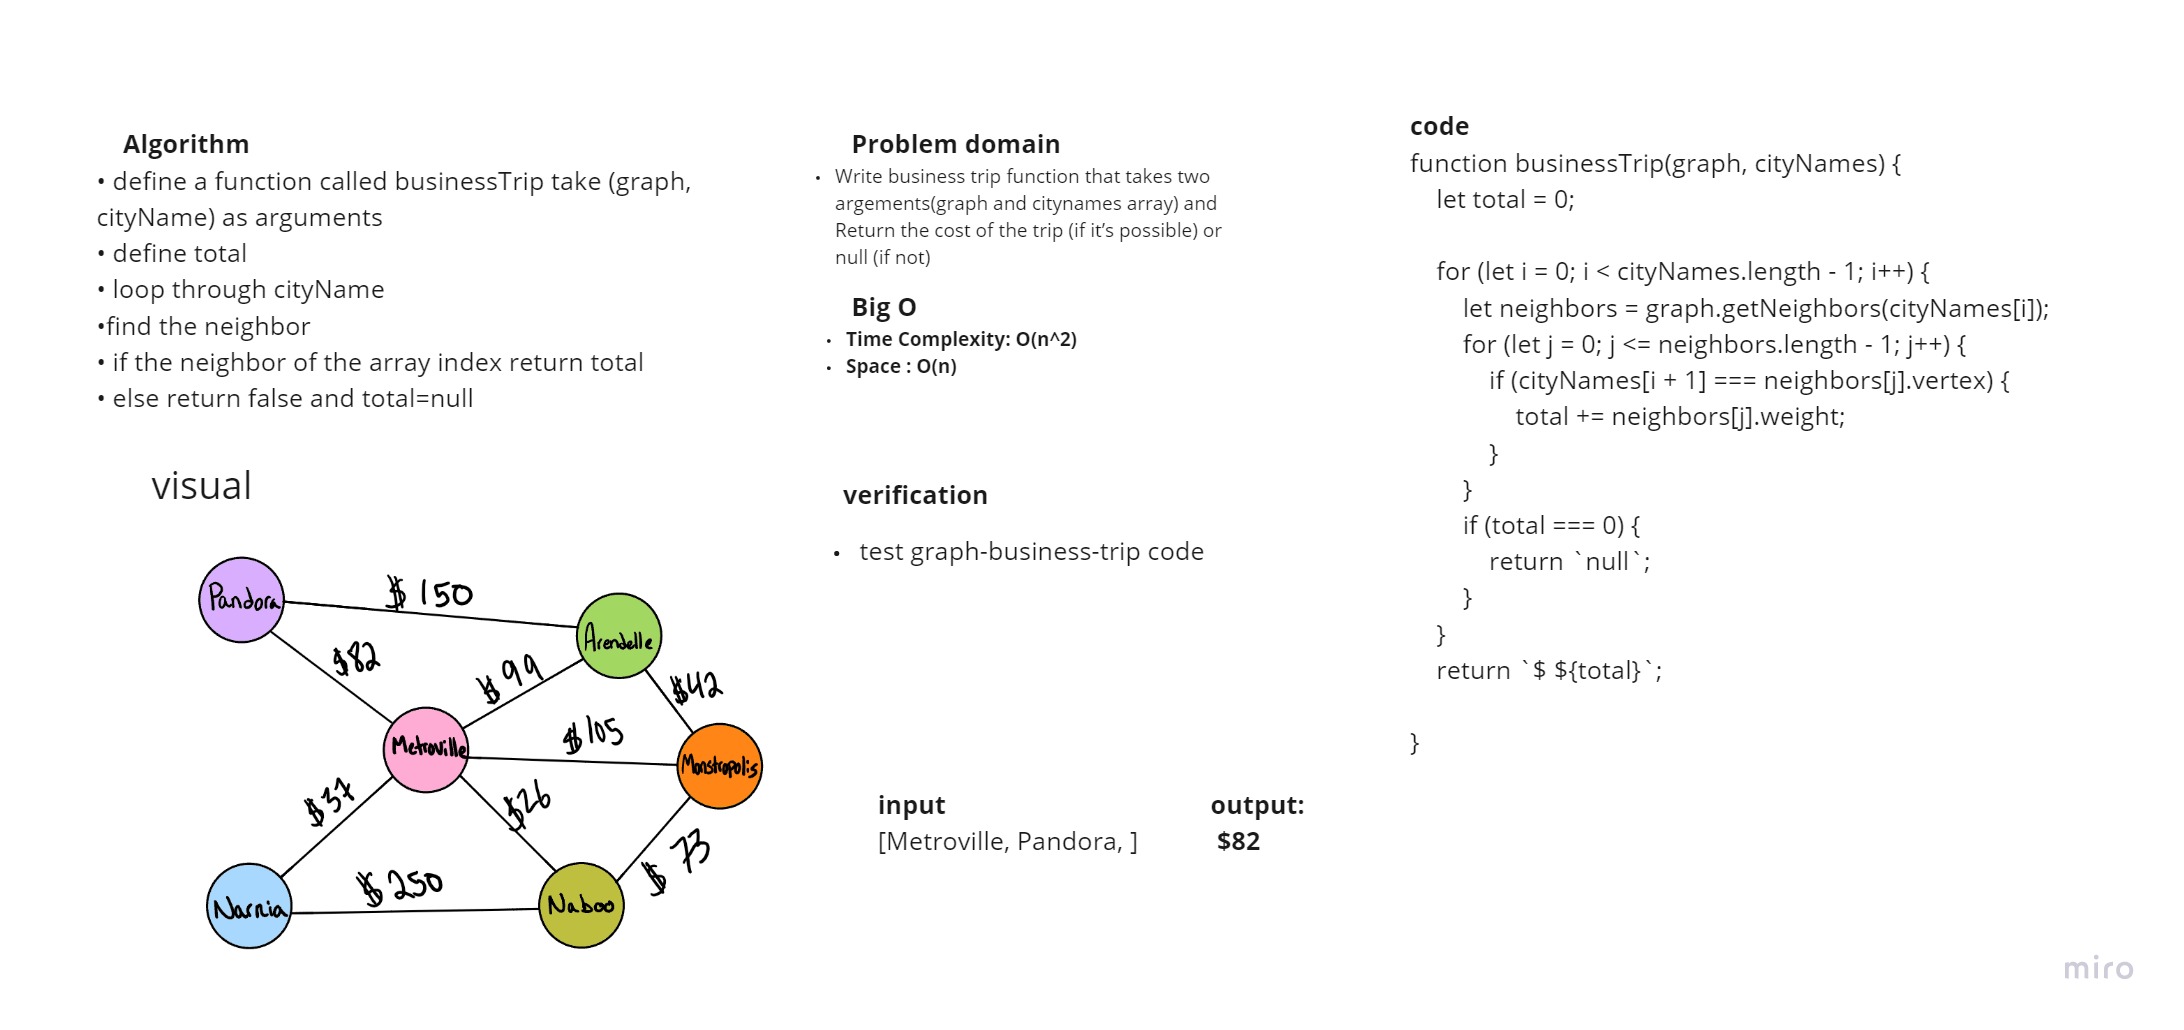 Algorithm
• define a function called businessTrip take (graph,
cityName) as arguments
• define total
• loop through cityName
•find the neighbor
• if the neighbor of the array index return total
• else return false and total=null
visual
Pandora
$150
Arendelle
$82
$99
$42
Metroville
$105
Monstropolis
$37
$26
$73
Narnia
$250
Naboo
Problem domain
• Write business trip function that takes two
argements(graph and citynames array) and
Return the cost of the trip (if it’s possible) or
null (if not)
Big O
• Time Complexity: O(n^2)
• Space : O(n)
verification
• test graph-business-trip code
input
[Metroville, Pandora, ]
output:
$82
code
function businessTrip(graph, cityNames) {
let total = 0;
for (let i = 0; i < cityNames.length - 1; i++) {
let neighbors = graph.getNeighbors(cityNames[i]);
for (let j = 0; j <= neighbors.length - 1; j++) {
if (cityNames[i + 1] === neighbors[j].vertex) {
total += neighbors[j].weight;
}
}
if (total === 0) {
return `null`;
}
}
return `$ ${total}`;
}
miro